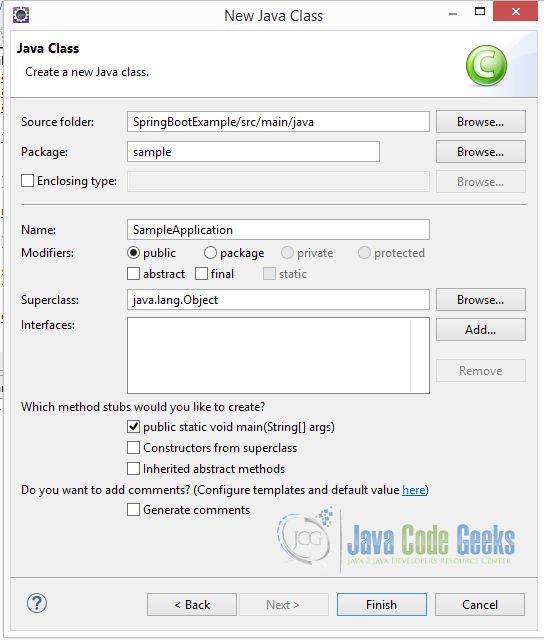 New Java Class
Java Class
Create a new Java class.
Source folder: SpringBootExample/src/main/java Browse...
Package: sample Browse...
Enclosing type: Browse...
Name: SampleApplication
Modifiers: public package private protected
abstract final static
Superclass: java.lang.Object Browse...
Interfaces: Add...
Remove
Which method stubs would you like to create?
public static void main(String[] args)
Constructors from superclass
Inherited abstract methods
Do you want to add comments? (Configure templates and default value here)
Generate comments
JCG Java Code Geeks
JAVA 2 JAVA DEVELOPERS RESOURCE CENTER
? < Back Next > Finish Cancel